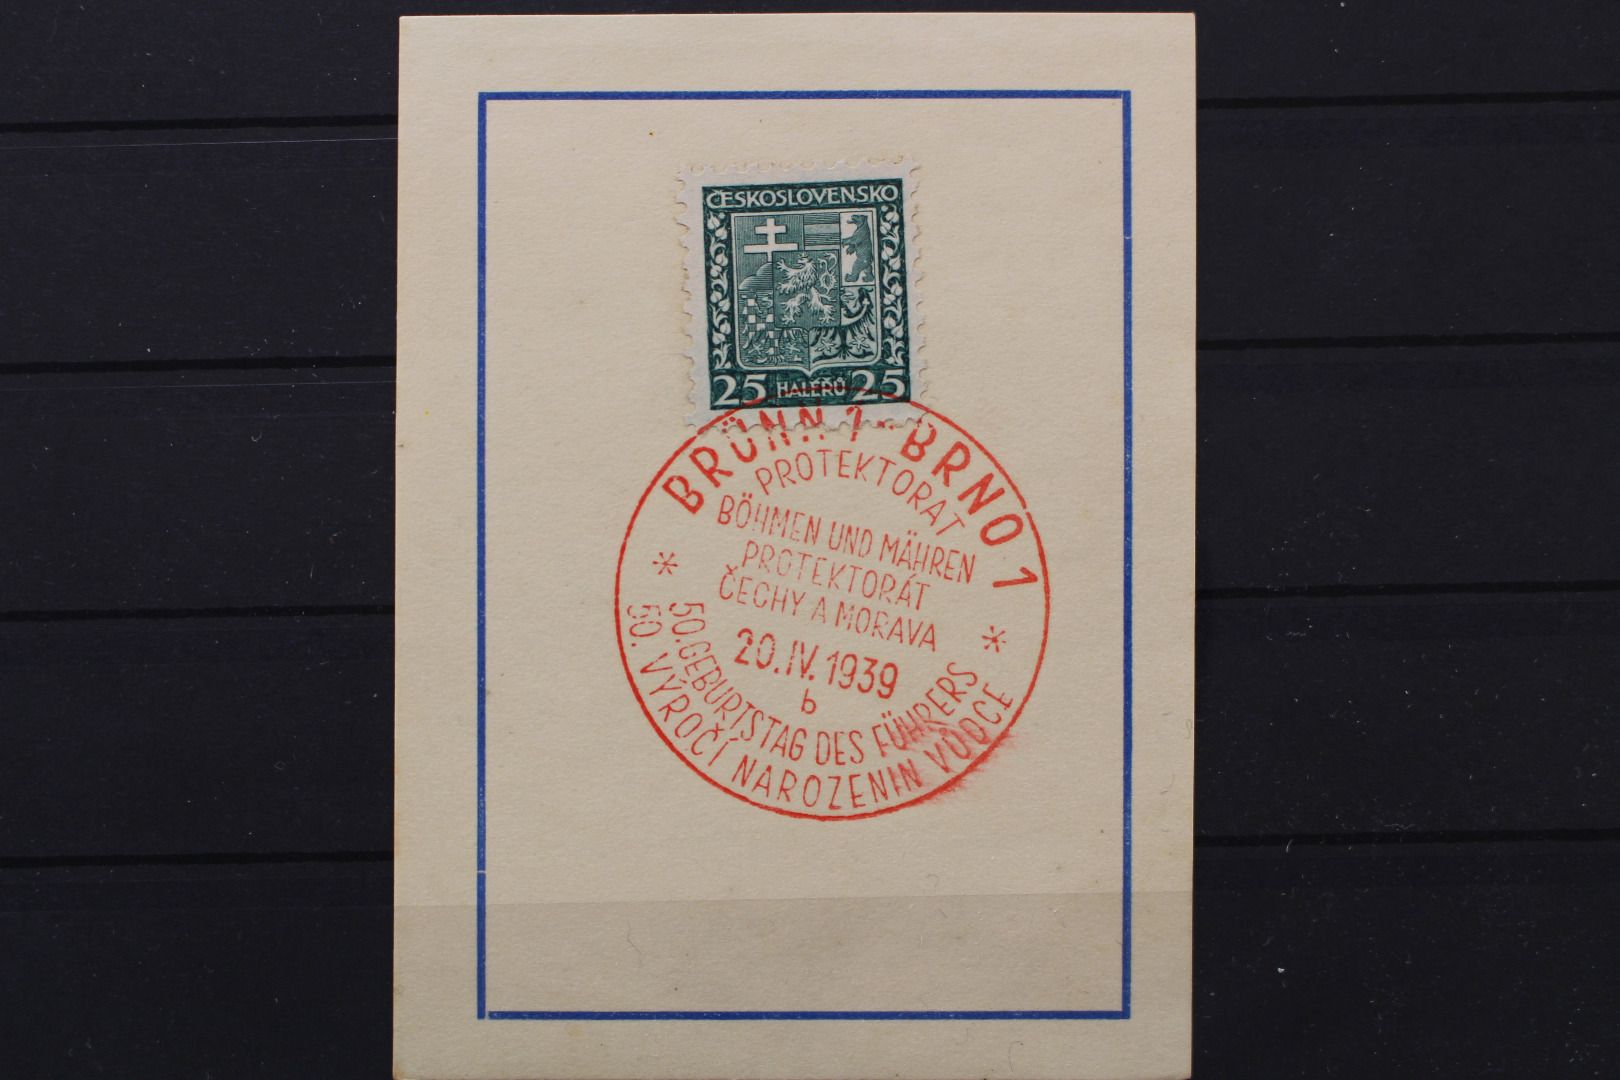 ČESKOSLOVENSKO
25 HALÉŘŮ 25
BRÜNN 1 - BRNO 1
PROTEKTORAT
BÖHMEN UND MÄHREN
PROTEKTORÁT
ČECHY A MORAVA
20.IV.1939
b
50.GEBURTSTAG DES FÜHRERS
50. VÝROČÍ NAROZENIN VŮDCE